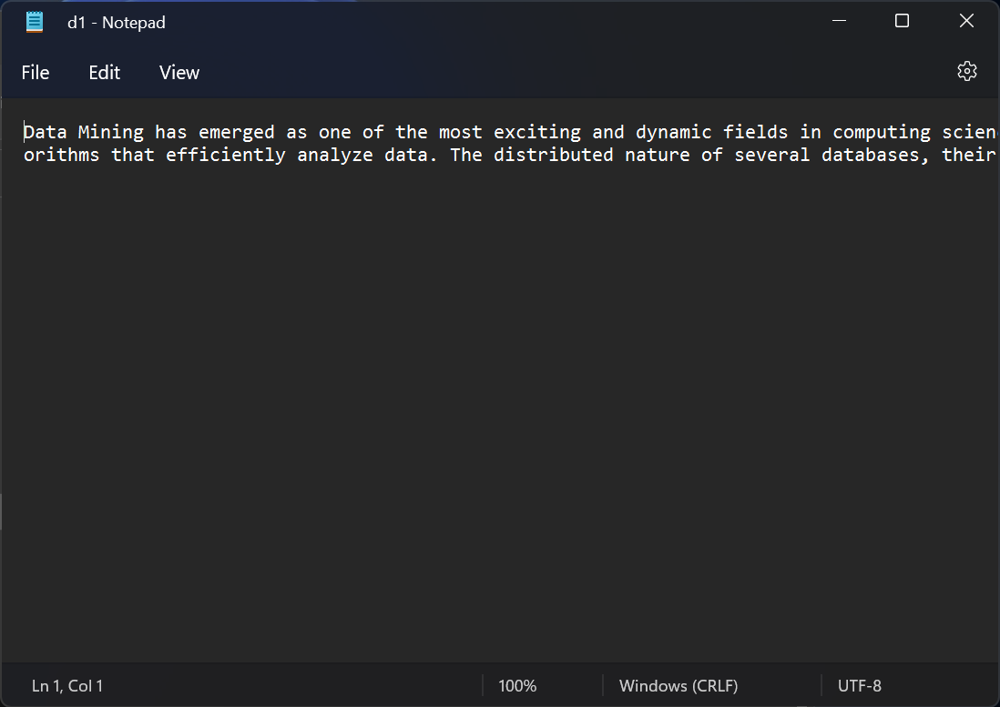 d1 - Notepad
File Edit View
Data Mining has emerged as one of the most exciting and dynamic fields in computing scien
orithms that efficiently analyze data. The distributed nature of several databases, their
Ln 1, Col 1 100% Windows (CRLF) UTF-8